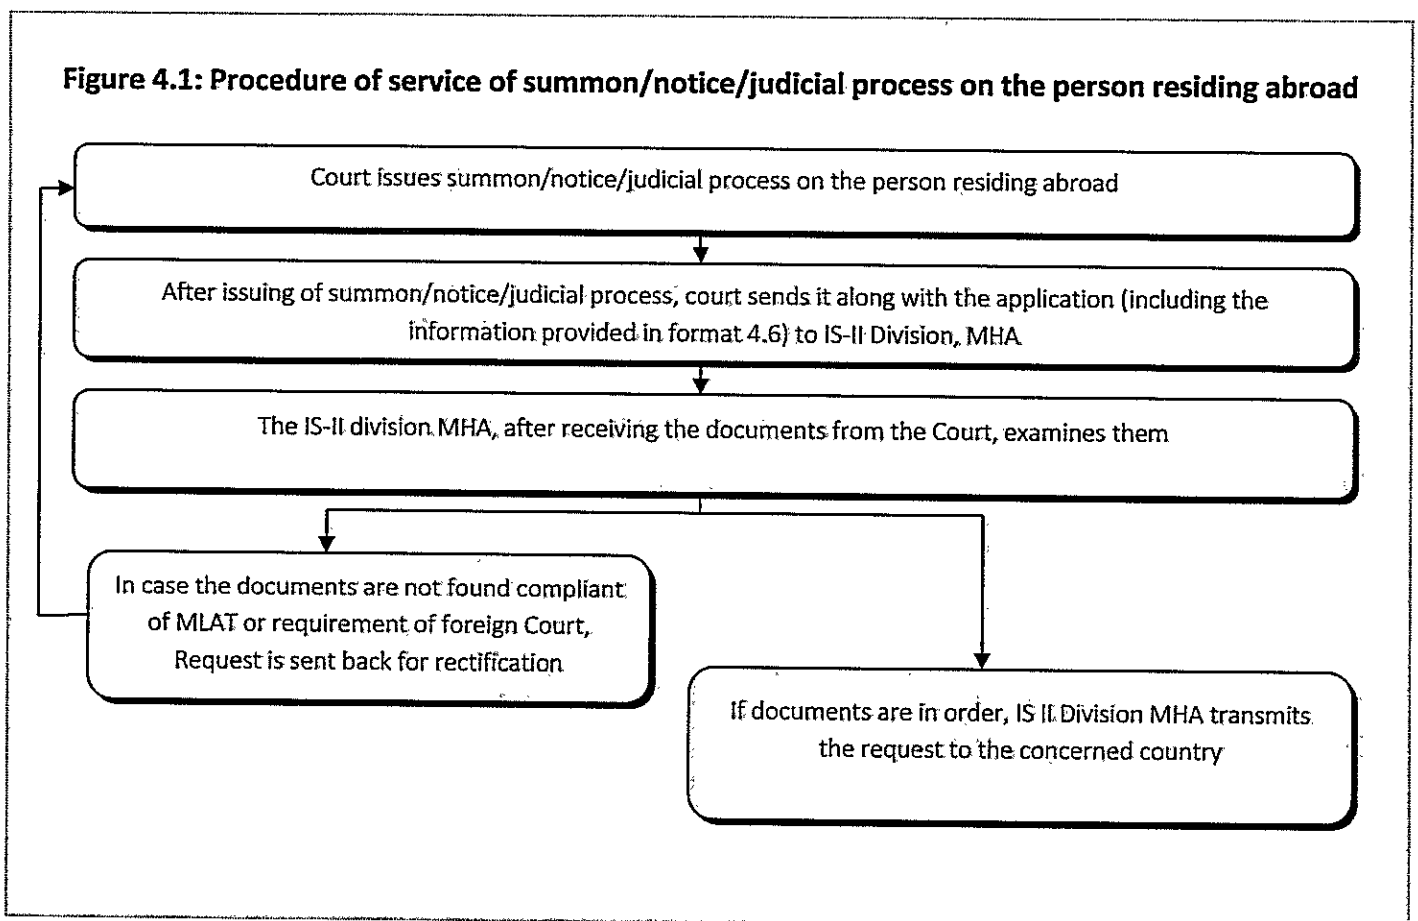 Figure 4.1: Procedure of service of summon/notice/judicial process on the person residing abroad
Court issues summon/notice/judicial process on the person residing abroad
After issuing of summon/notice/judicial process, court sends it along with the application (including the
information provided in format 4.6) to IS-II Division, MHA
The IS-II division MHA, after receiving the documents from the Court, examines them
In case the documents are not found compliant
of MLAT or requirement of foreign Court,
Request is sent back for rectification
If documents are in order, IS II Division MHA transmits
the request to the concerned country